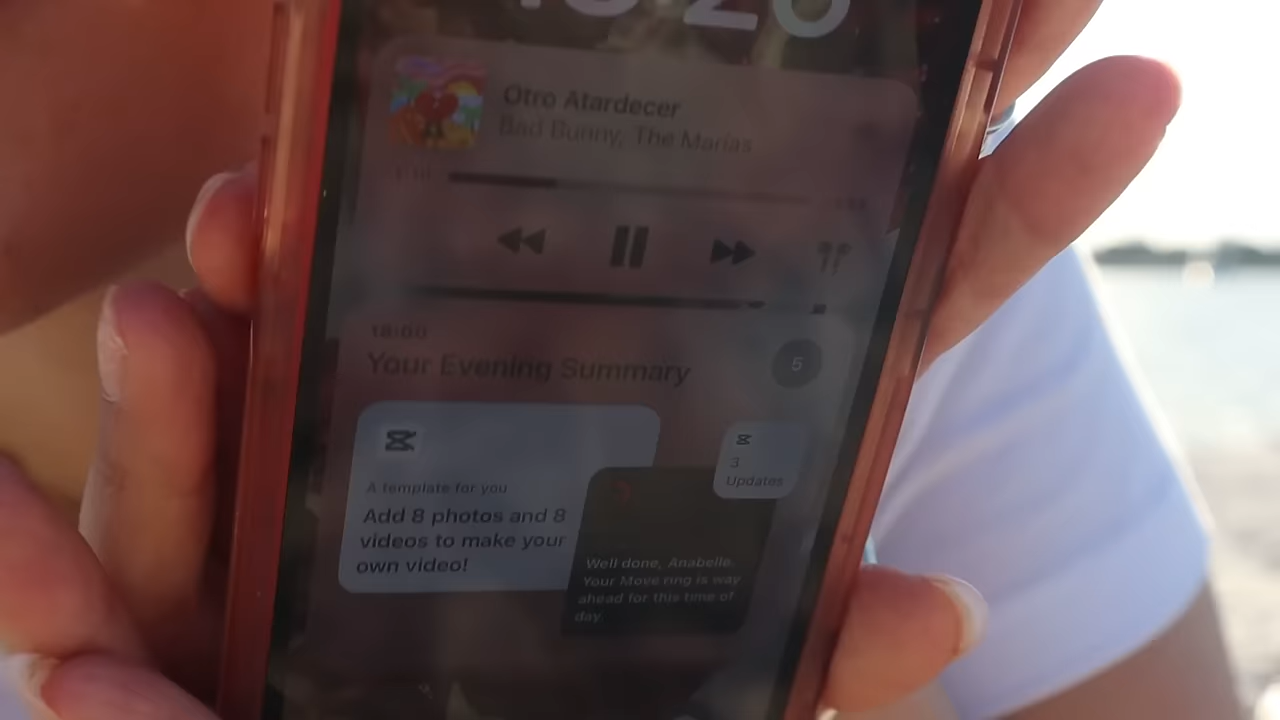 Otro Atardecer
Bad Bunny, The Marías
18:00
Your Evening Summary
5
A template for you
Add 8 photos and 8
videos to make your
own video!
3
Updates
Well done, Anabelle.
Your Move ring is way
ahead for this time of
day.